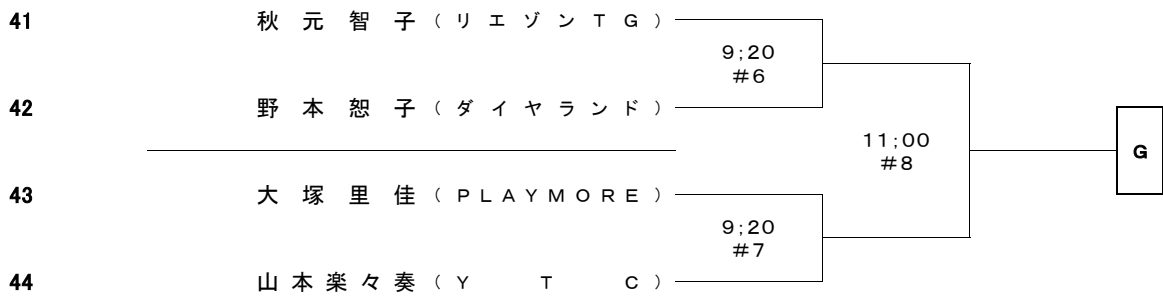 41 秋元智子(リエゾンTG)
9;20
#6
42 野本恕子(ダイヤランド)
11;00
#8
G
43 大塚里佳(PLAYMORE)
9;20
#7
44 山本楽々奏(YTC)